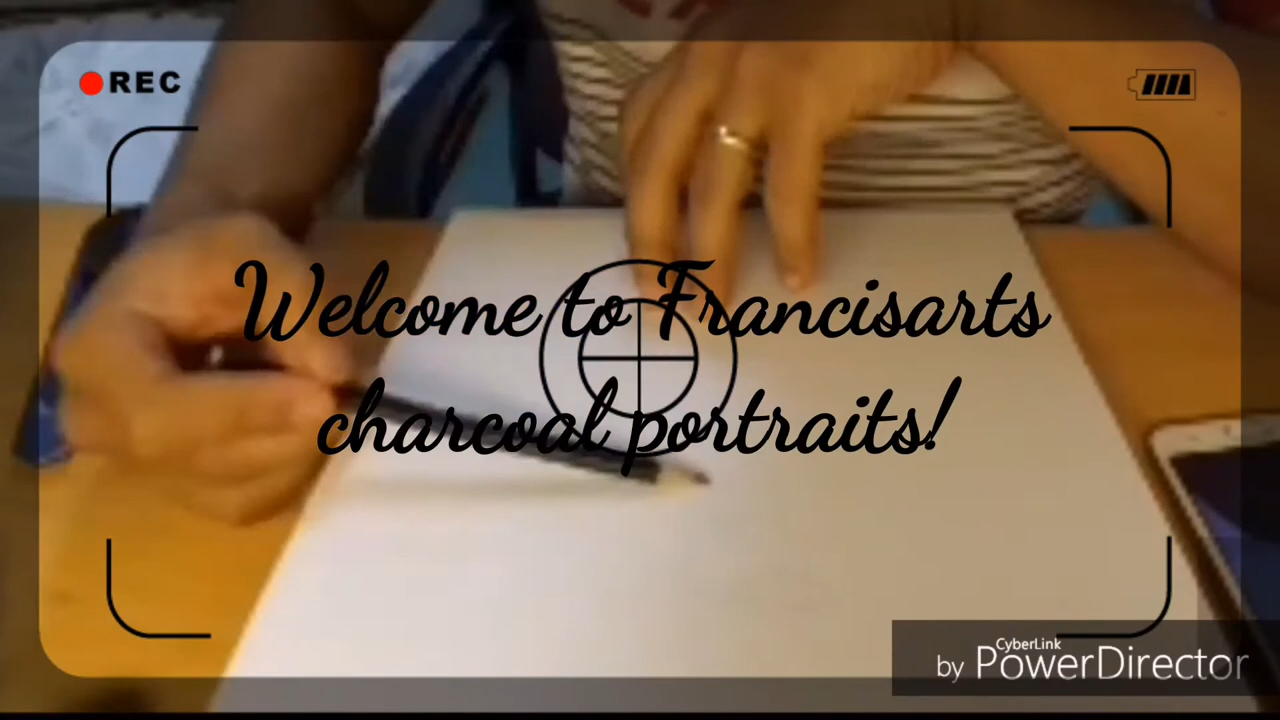 REC
Welcome to Francisarts
charcoal portraits!
CyberLink
by PowerDirector